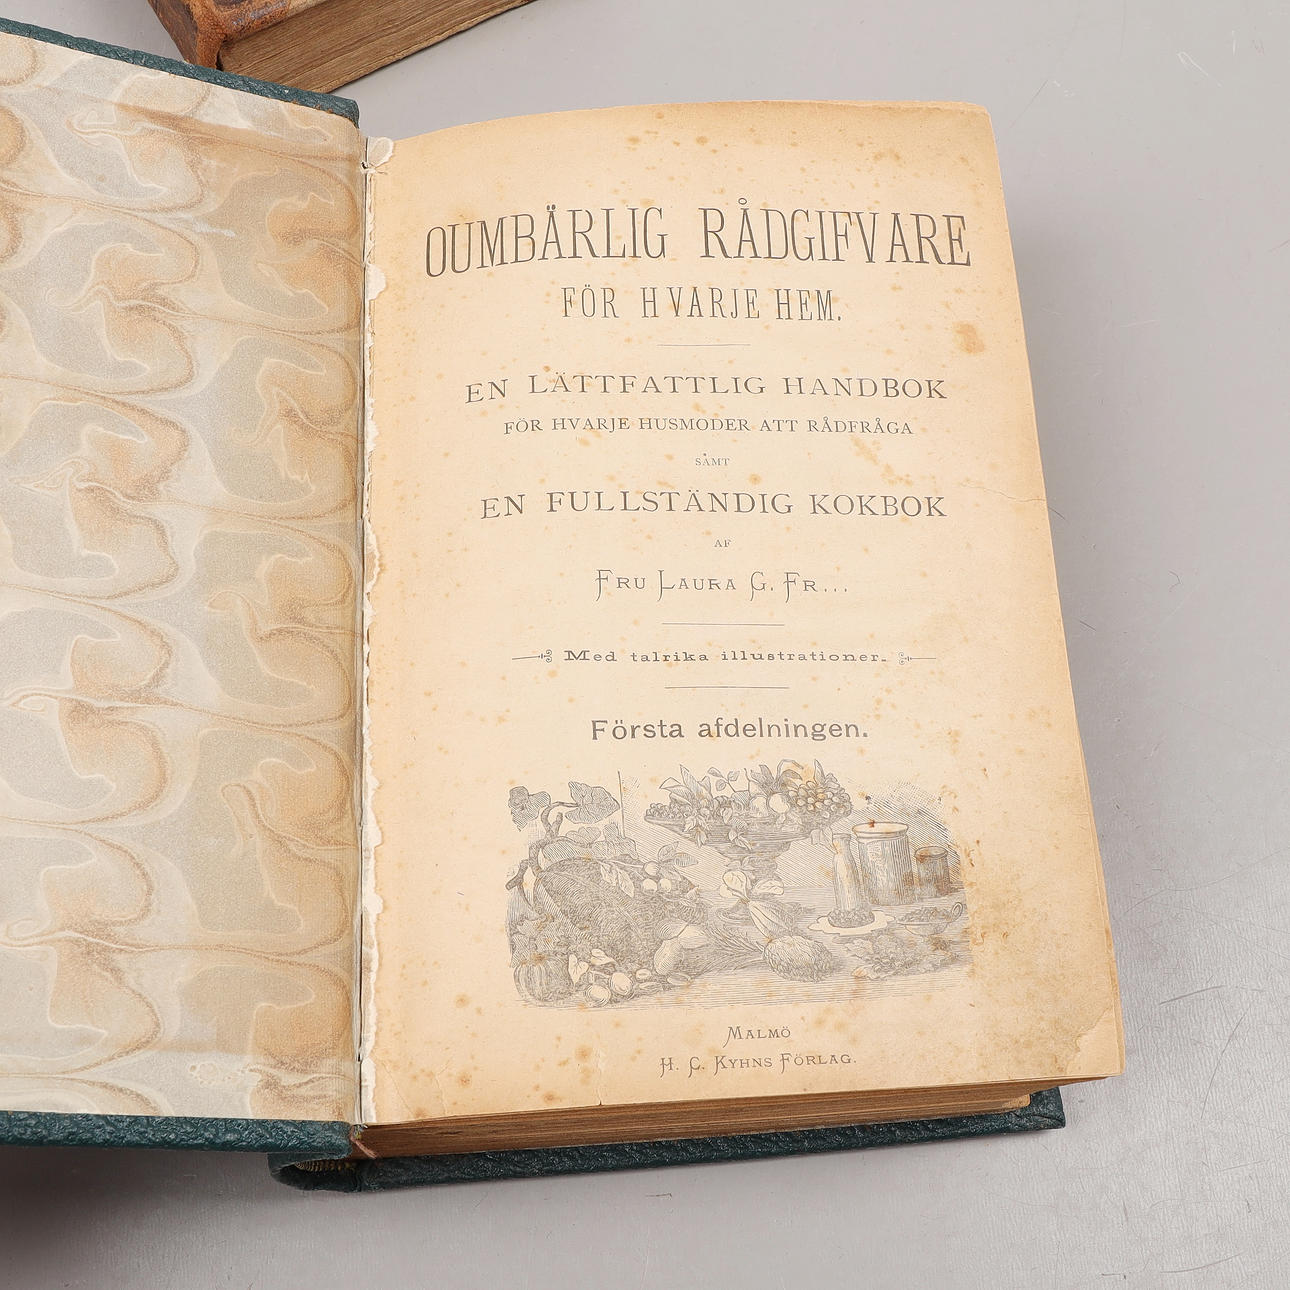 OUMBÄRLIG RÅDGIFVARE
FÖR HVARJE HEM.
EN LÄTTFATTLIG HANDBOK
FÖR HVARJE HUSMODER ATT RÅDFRÅGA
SAMT
EN FULLSTÄNDIG KOKBOK
AF
FRU LAURA G. FR...
Med talrika illustrationer.
Första afdelningen.
MALMÖ
H. C. KYHNS FÖRLAG.